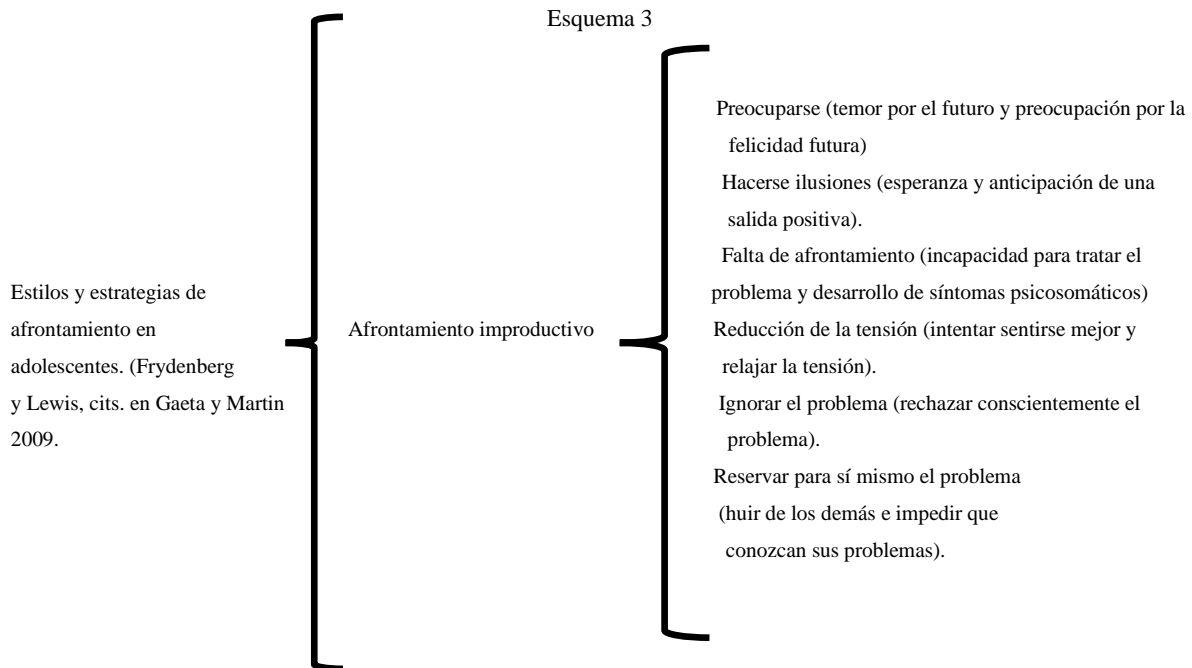 Esquema 3
Estilos y estrategias de
afrontamiento en
adolescentes. (Frydenberg
y Lewis, cits. en Gaeta y Martin
2009.
Afrontamiento improductivo
Preocuparse (temor por el futuro y preocupación por la
felicidad futura)
Hacerse ilusiones (esperanza y anticipación de una
salida positiva).
Falta de afrontamiento (incapacidad para tratar el
problema y desarrollo de síntomas psicosomáticos)
Reducción de la tensión (intentar sentirse mejor y
relajar la tensión).
Ignorar el problema (rechazar conscientemente el
problema).
Reservar para sí mismo el problema
(huir de los demás e impedir que
conozcan sus problemas).